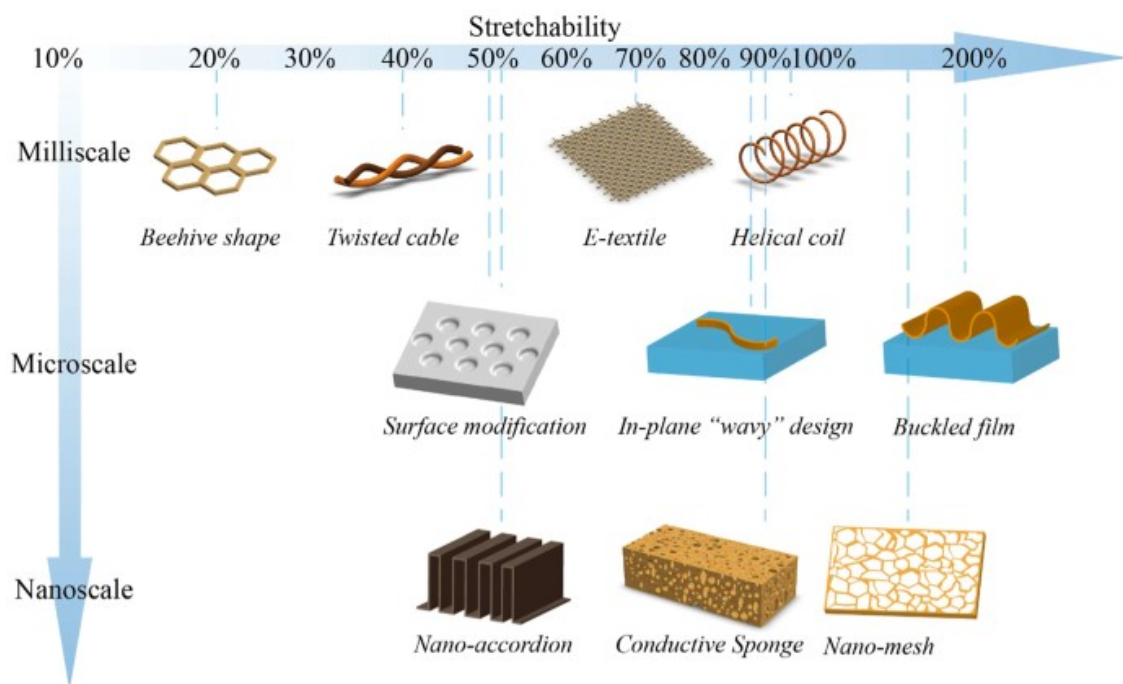 Stretchability
10% 20% 30% 40% 50% 60% 70% 80% 90% 100% 200%
Milliscale
Beehive shape Twisted cable E-textile Helical coil
Microscale
Surface modification In-plane “wavy” design Buckled film
Nanoscale
Nano-accordion Conductive Sponge Nano-mesh